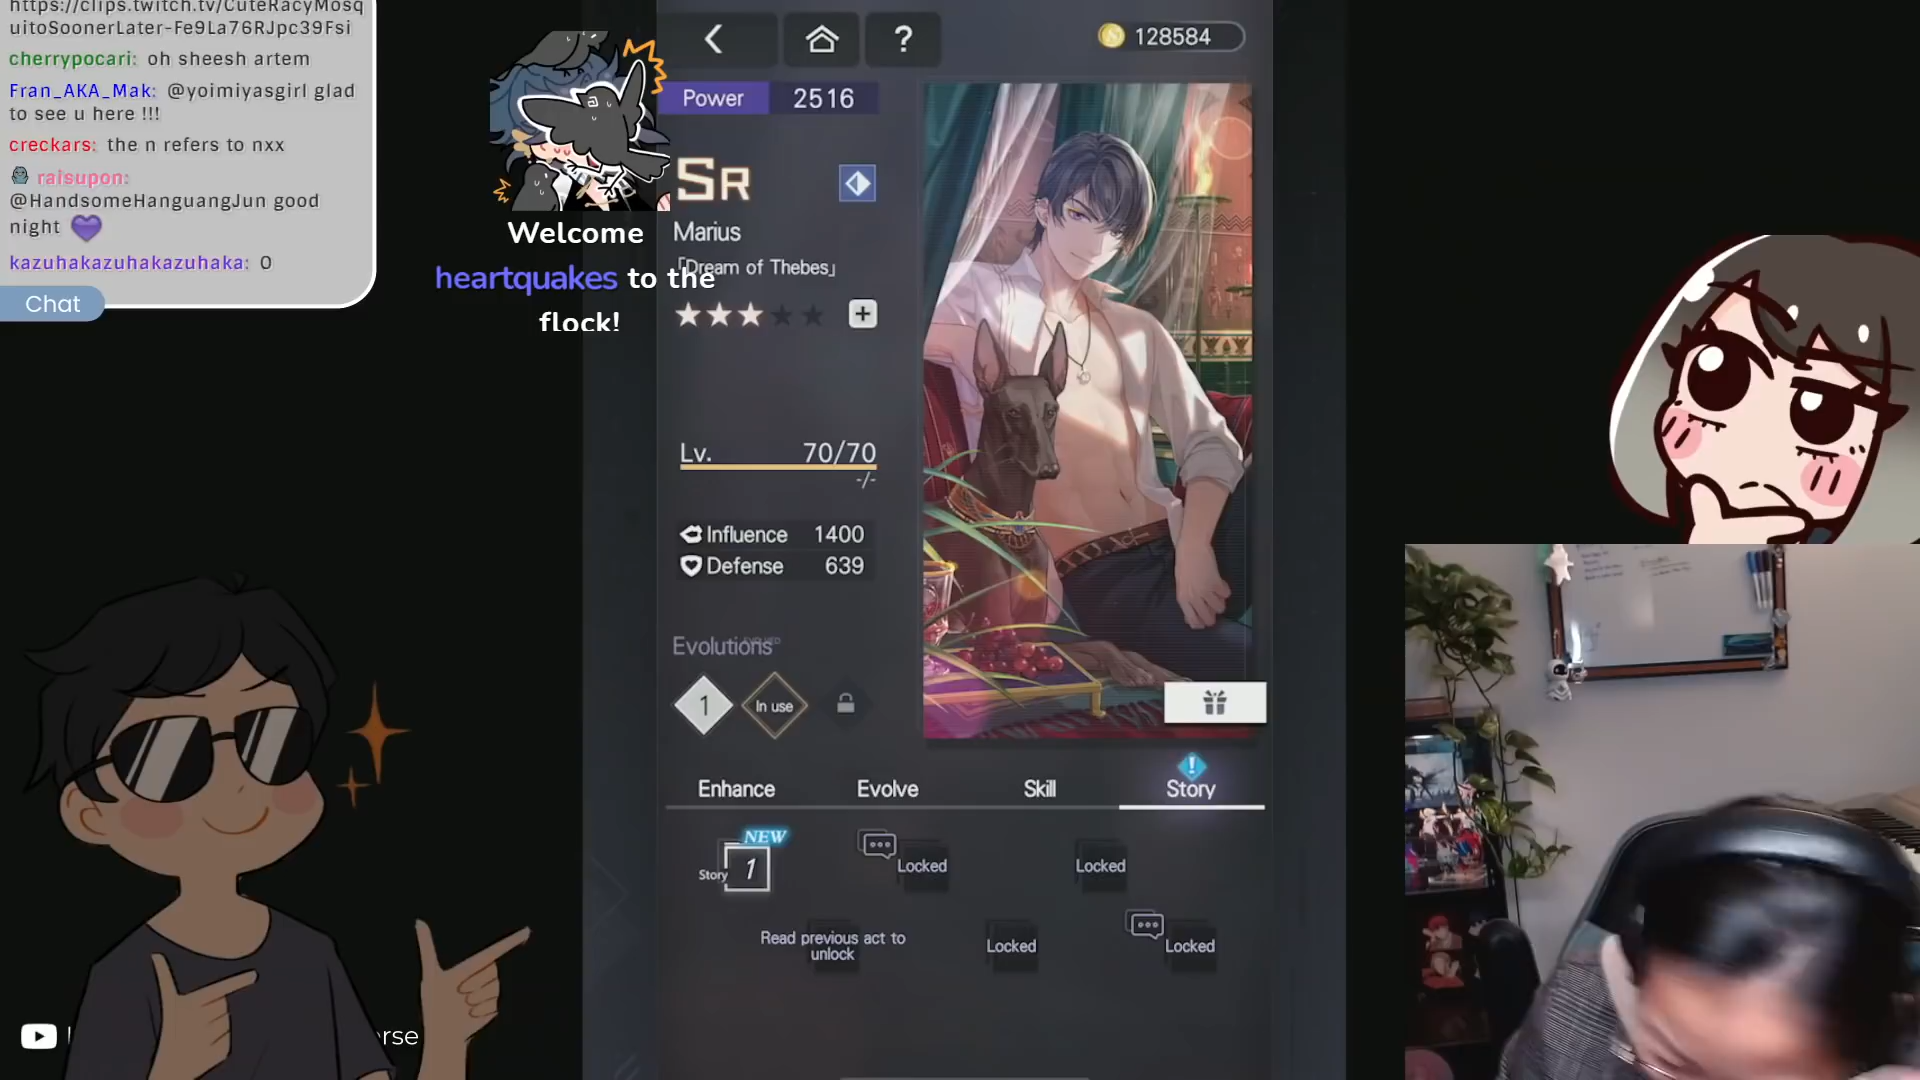 https://clips.twitch.tv/CuteRacyMosq
uitoSoonerLater-Fe9La76RJpc39Fsi
cherrypocari: oh sheesh artem
Fran_AKA_Mak: @yoimiyasgirl glad
to see u here !!!
creckars: the n refers to nxx
raisupon:
@HandsomeHanguangJun good
night
kazuhakazuhakazuhaka: O
Chat
Welcome
heartquakes to the
flock!
?
128584
Power 2516
SR
Marius
「Dream of Thebes」
Lv. 70/70
-/-
Influence 1400
Defense 639
Evolutions
1
In use
Enhance
Evolve
Skill
Story
NEW
Story 1
Locked
Locked
Read previous act to
unlock
Locked
Locked
erse